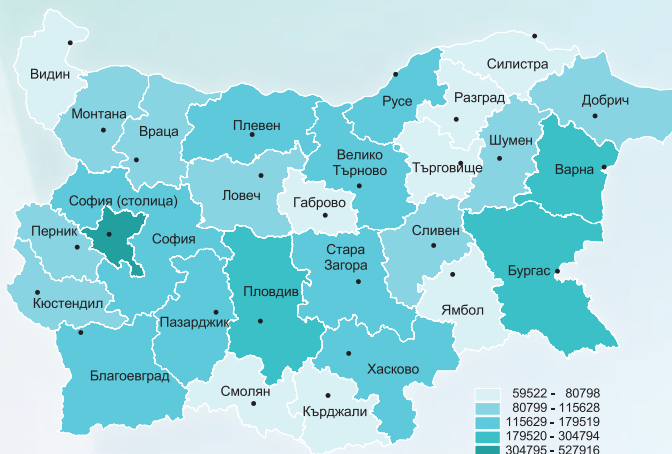 Видин
Силистра
Монтана
Русе
Разград
Добрич
Враца
Плевен
Шумен
Велико
Търново
Търговище
Варна
Ловеч
София (столица)
Габрово
Перник
София
Сливен
Стара
Загора
Бургас
Кюстендил
Пловдив
Ямбол
Пазарджик
Благоевград
Хасково
Смолян
Кърджали
59522 - 80798
80799 - 115628
115629 - 179519
179520 - 304794
304795 - 527916